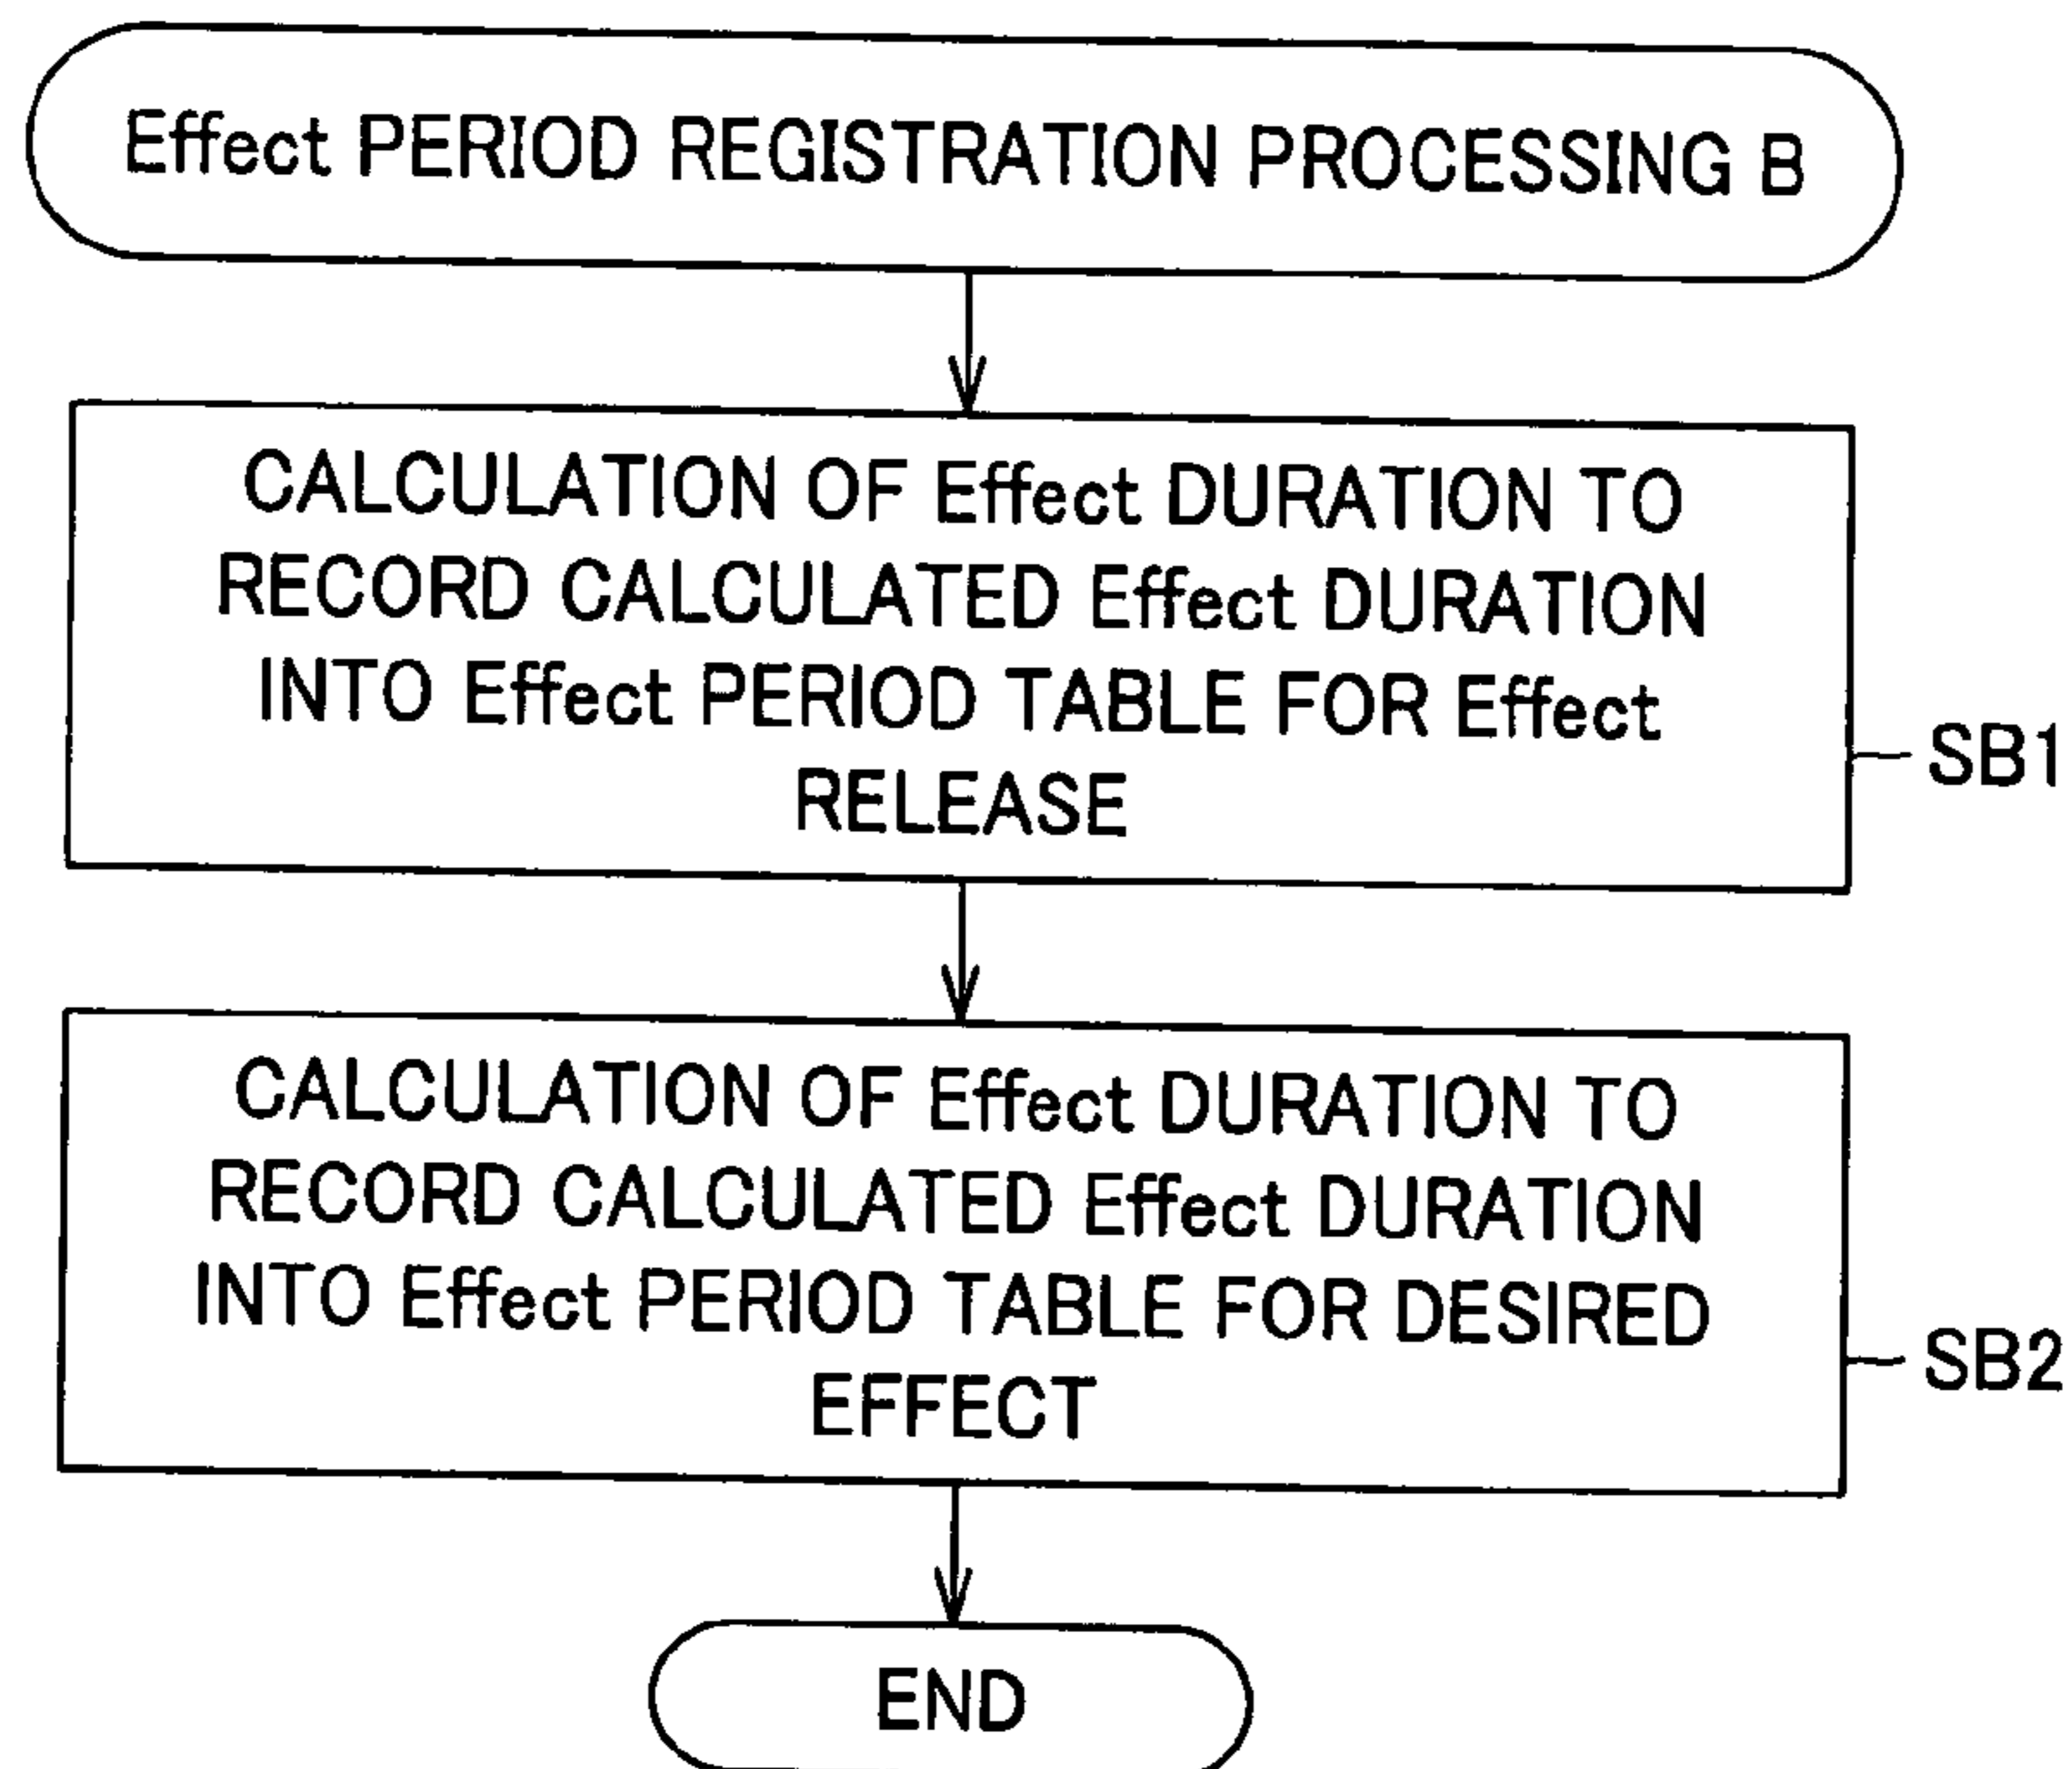 Effect PERIOD REGISTRATION PROCESSING B
CALCULATION OF Effect DURATION TO
RECORD CALCULATED Effect DURATION
INTO Effect PERIOD TABLE FOR Effect
RELEASE
SB1
CALCULATION OF Effect DURATION TO
RECORD CALCULATED Effect DURATION
INTO Effect PERIOD TABLE FOR DESIRED
EFFECT
SB2
END